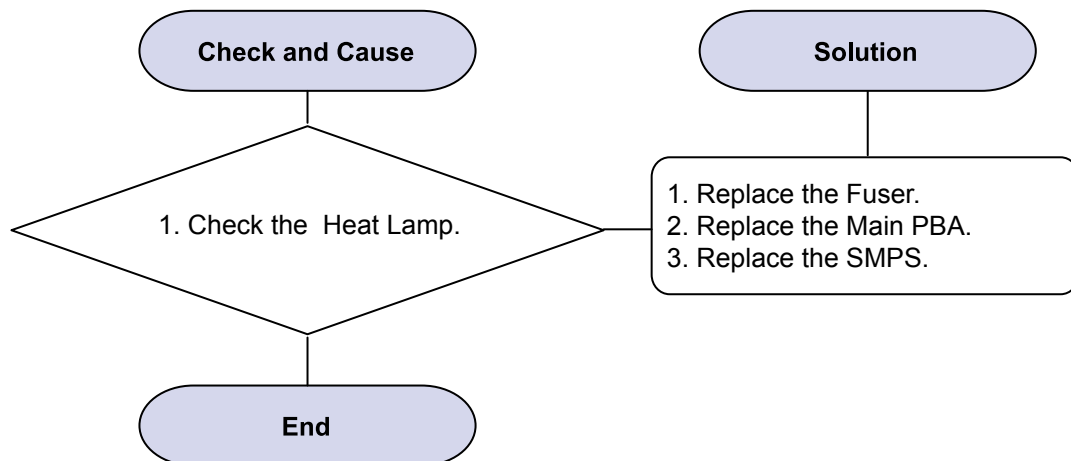 Check and Cause
Solution
1. Check the Heat Lamp.
1. Replace the Fuser.
2. Replace the Main PBA.
3. Replace the SMPS.
End